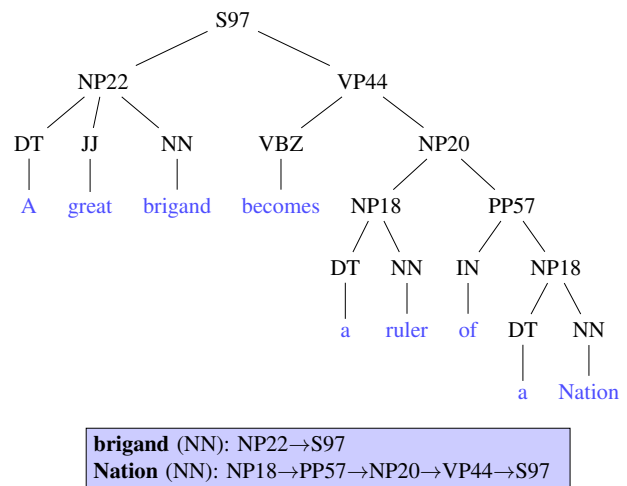 S97
NP22 VP44
DT JJ NN VBZ NP20
A great brigand becomes NP18 PP57
DT NN IN NP18
a ruler of DT NN
a Nation
brigand (NN): NP22→S97
Nation (NN): NP18→PP57→NP20→VP44→S97